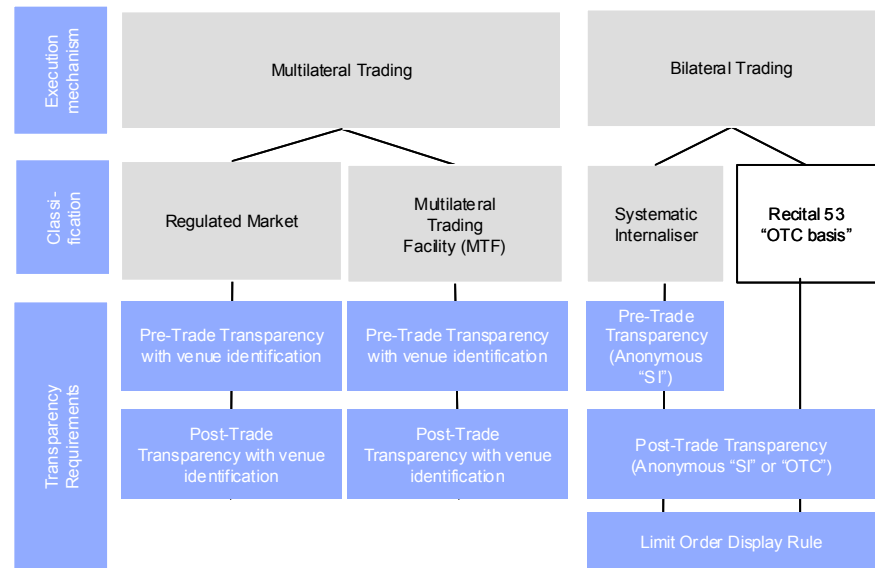 Execution
mechanism
Multilateral Trading
Bilateral Trading
Classi-
fication
Regulated Market
Multilateral
Trading
Facility (MTF)
Systematic
Internaliser
Recital 53
“OTC basis”
Transparency
Requirements
Pre-Trade Transparency
with venue identification
Pre-Trade Transparency
with venue identification
Pre-Trade
Transparency
(Anonymous
“SI”)
Post-Trade
Transparency with venue
identification
Post-Trade
Transparency with venue
identification
Post-Trade Transparency
(Anonymous “SI” or “OTC”)
Limit Order Display Rule